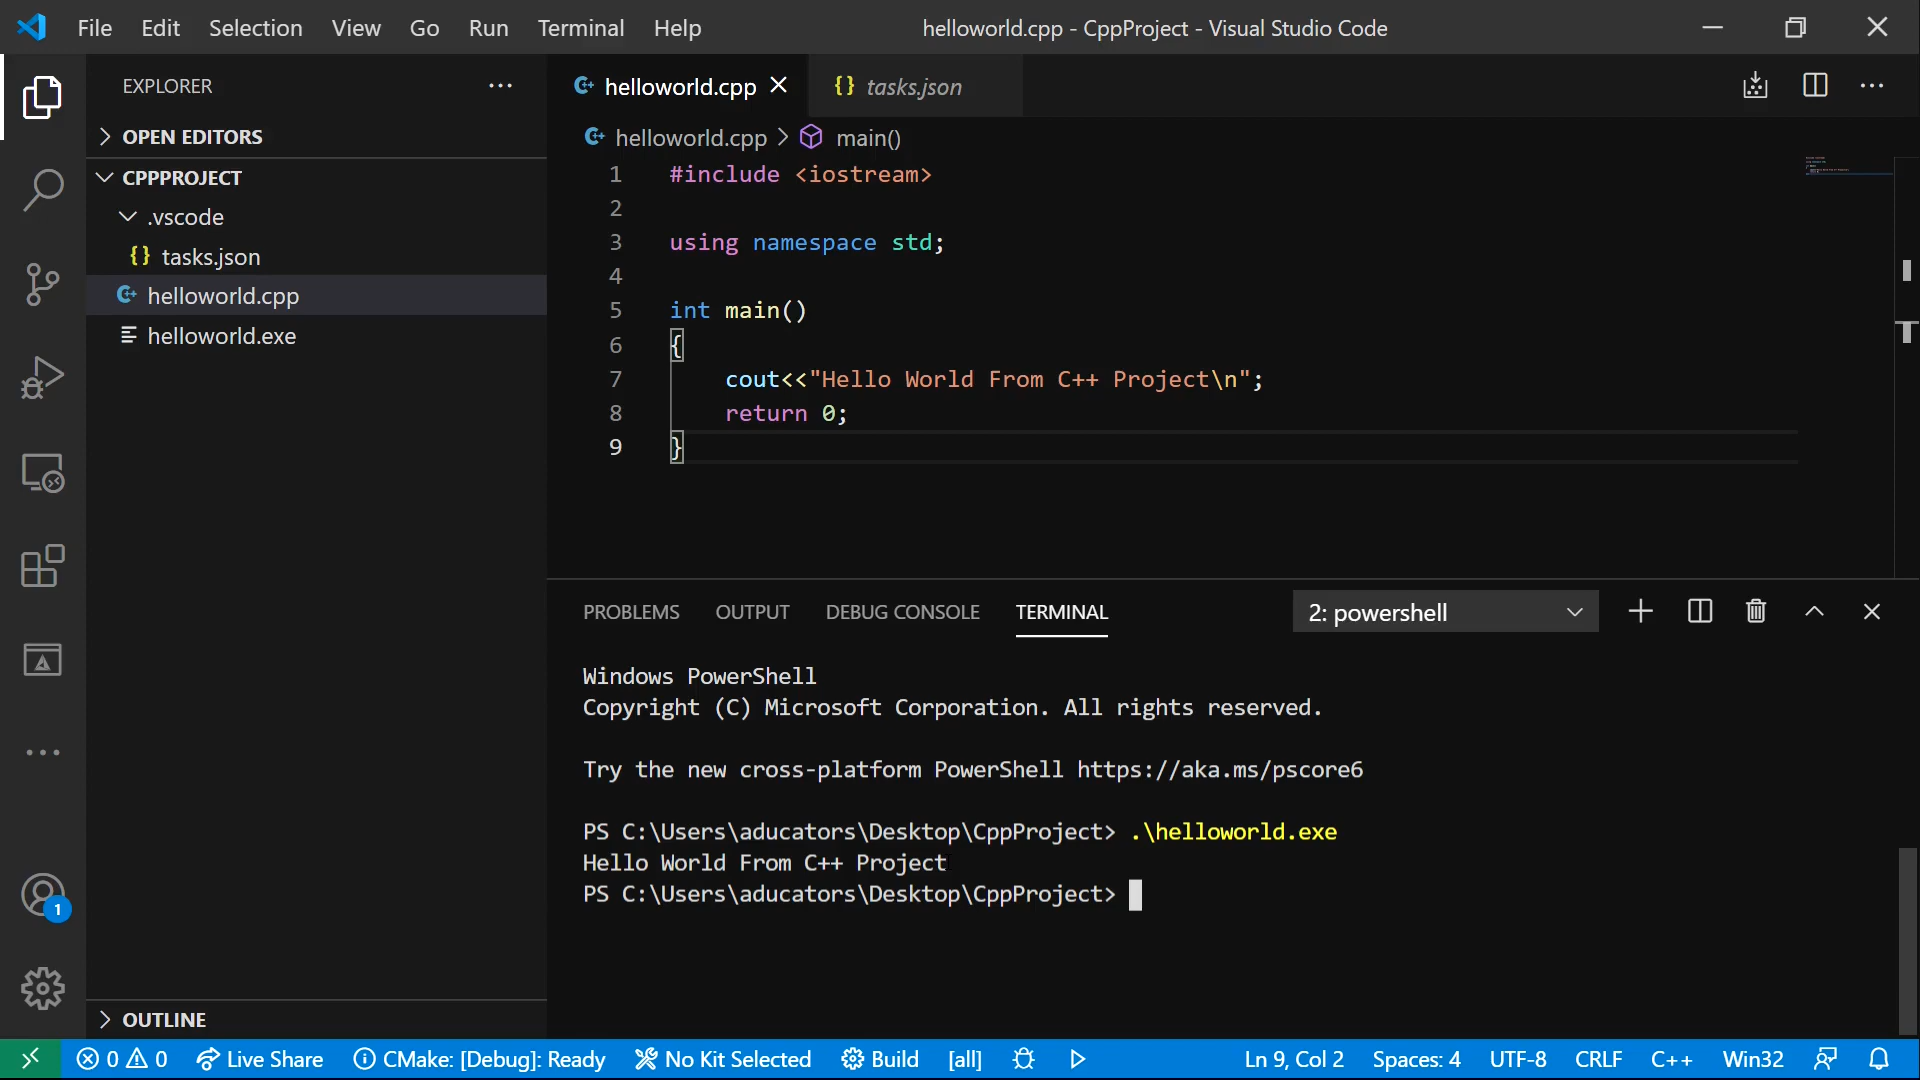 File Edit Selection View Go Run Terminal Help
helloworld.cpp - CppProject - Visual Studio Code
EXPLORER
OPEN EDITORS
CPPPROJECT
.vscode
{} tasks.json
helloworld.cpp
helloworld.exe
OUTLINE
1
helloworld.cpp
{} tasks.json
helloworld.cpp > main()
1 #include <iostream>
2
3 using namespace std;
4
5 int main()
6 {
7 cout<<"Hello World From C++ Project\n";
8 return 0;
9 }
PROBLEMS OUTPUT DEBUG CONSOLE TERMINAL 2: powershell
Windows PowerShell
Copyright (C) Microsoft Corporation. All rights reserved.
Try the new cross-platform PowerShell https://aka.ms/pscore6
PS C:\Users\aducators\Desktop\CppProject> .\helloworld.exe
Hello World From C++ Project
PS C:\Users\aducators\Desktop\CppProject>
0 0 Live Share CMake: [Debug]: Ready No Kit Selected Build [all] Ln 9, Col 2 Spaces: 4 UTF-8 CRLF C++ Win32